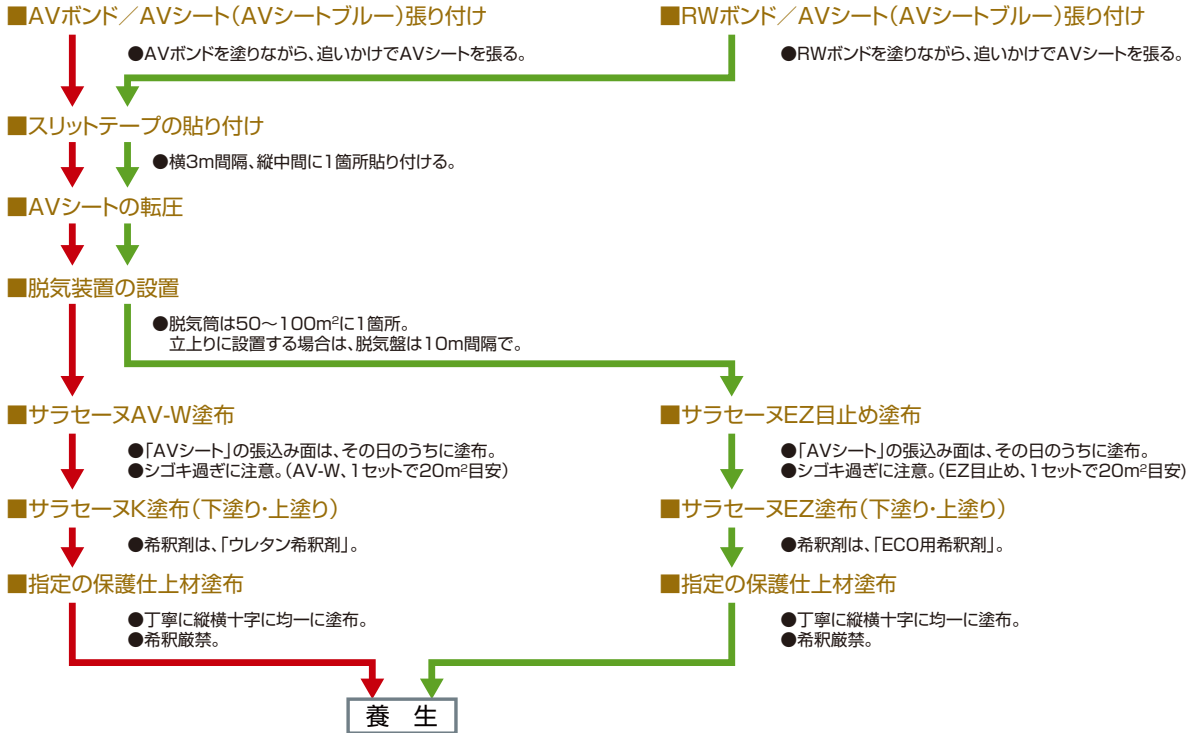 ■AVボンド／AVシート（AVシートブルー）張り付け
●AVボンドを塗りながら、追いかけでAVシートを張る。
■RWボンド／AVシート（AVシートブルー）張り付け
●RWボンドを塗りながら、追いかけでAVシートを張る。
■スリットテープの貼り付け
●横3m間隔、縦中間に1箇所貼り付ける。
■AVシートの転圧
■脱気装置の設置
●脱気筒は50～100m²に1箇所。
立上りに設置する場合は、脱気盤は10m間隔で。
■サラセーヌAV-W塗布
●「AVシート」の張込み面は、その日のうちに塗布。
●シゴキ過ぎに注意。（AV-W、1セットで20m²目安）
■サラセーヌK塗布（下塗り・上塗り）
●希釈剤は、「ウレタン希釈剤」。
■指定の保護仕上材塗布
●丁寧に縦横十字に均一に塗布。
●希釈厳禁。
■サラセーヌEZ目止め塗布
●「AVシート」の張込み面は、その日のうちに塗布。
●シゴキ過ぎに注意。（EZ目止め、1セットで20m²目安）
■サラセーヌEZ塗布（下塗り・上塗り）
●希釈剤は、「ECO用希釈剤」。
■指定の保護仕上材塗布
●丁寧に縦横十字に均一に塗布。
●希釈厳禁。
養 生